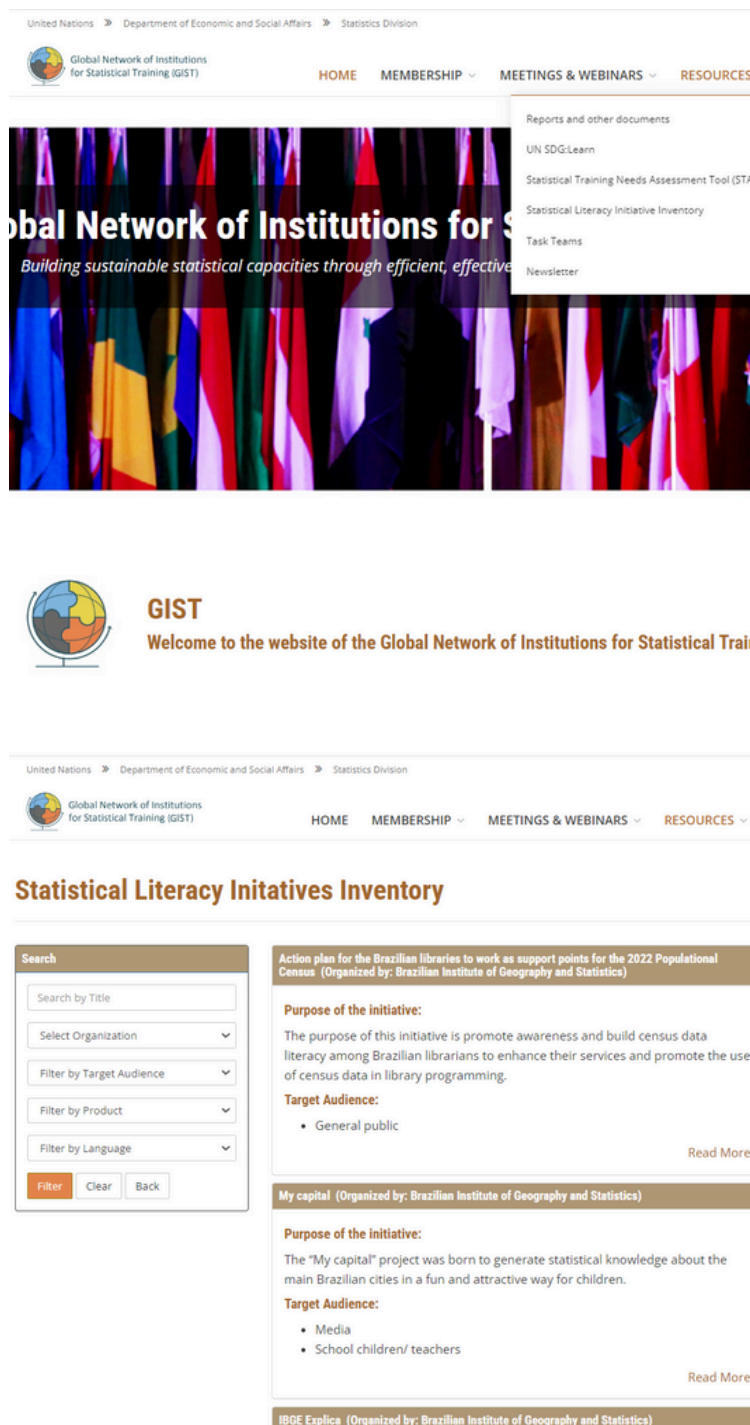 United Nations » Department of Economic and Social Affairs » Statistics Division
Global Network of Institutions
for Statistical Training (GIST)
HOME MEMBERSHIP MEETINGS & WEBINARS RESOURCES
Reports and other documents
UN SDG:Learn
Statistical Training Needs Assessment Tool (STA
Statistical Literacy Initiative Inventory
Task Teams
Newsletter
obal Network of Institutions for S
Building sustainable statistical capacities through efficient, effective
GIST
Welcome to the website of the Global Network of Institutions for Statistical Train
United Nations » Department of Economic and Social Affairs » Statistics Division
Global Network of Institutions
for Statistical Training (GIST)
HOME MEMBERSHIP MEETINGS & WEBINARS RESOURCES
Statistical Literacy Initatives Inventory
Search
Search by Title
Select Organization
Filter by Target Audience
Filter by Product
Filter by Language
Filter Clear Back
Action plan for the Brazilian libraries to work as support points for the 2022 Populational
Census (Organized by: Brazilian Institute of Geography and Statistics)
Purpose of the initiative:
The purpose of this initiative is promote awareness and build census data
literacy among Brazilian librarians to enhance their services and promote the use
of census data in library programming.
Target Audience:
• General public
Read More
My capital (Organized by: Brazilian Institute of Geography and Statistics)
Purpose of the initiative:
The "My capital" project was born to generate statistical knowledge about the
main Brazilian cities in a fun and attractive way for children.
Target Audience:
• Media
• School children/ teachers
Read More
IBGE Explica (Organized by: Brazilian Institute of Geography and Statistics)